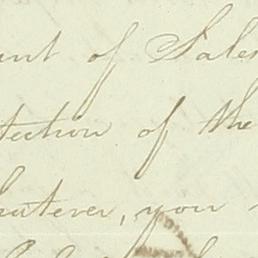 unt of Sales
tection of the
hatever, you